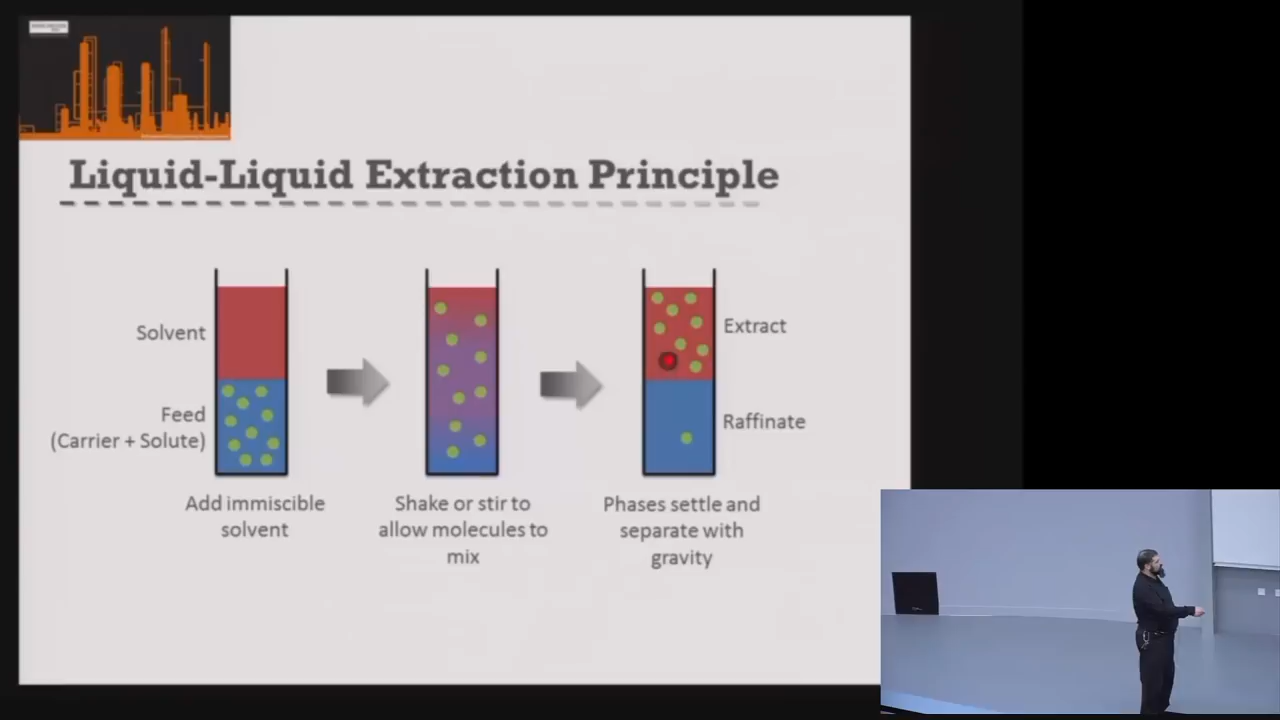 Liquid-Liquid Extraction Principle
Solvent
Feed
(Carrier + Solute)
Extract
Raffinate
Add immiscible
solvent
Shake or stir to
allow molecules to
mix
Phases settle and
separate with
gravity